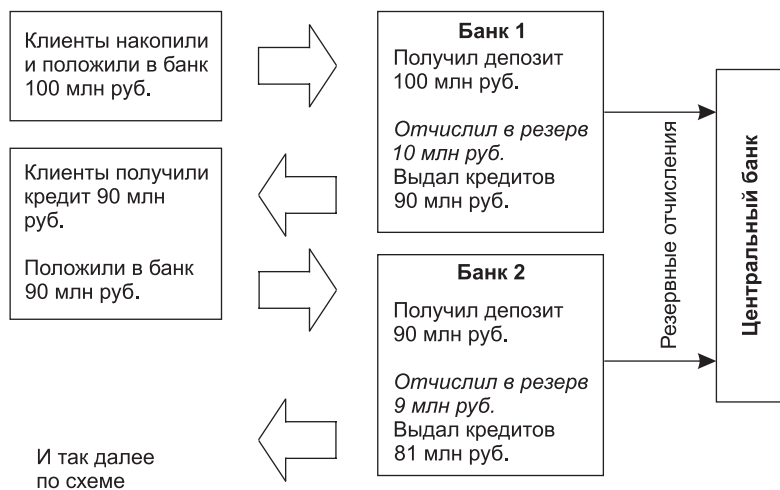 Клиенты накопили
и положили в банк
100 млн руб.
Банк 1
Получил депозит
100 млн руб.
Отчислил в резерв
10 млн руб.
Выдал кредитов
90 млн руб.
Клиенты получили
кредит 90 млн
руб.
Положили в банк
90 млн руб.
Банк 2
Получил депозит
90 млн руб.
Отчислил в резерв
9 млн руб.
Выдал кредитов
81 млн руб.
Резервные отчисления
Центральный банк
И так далее
по схеме